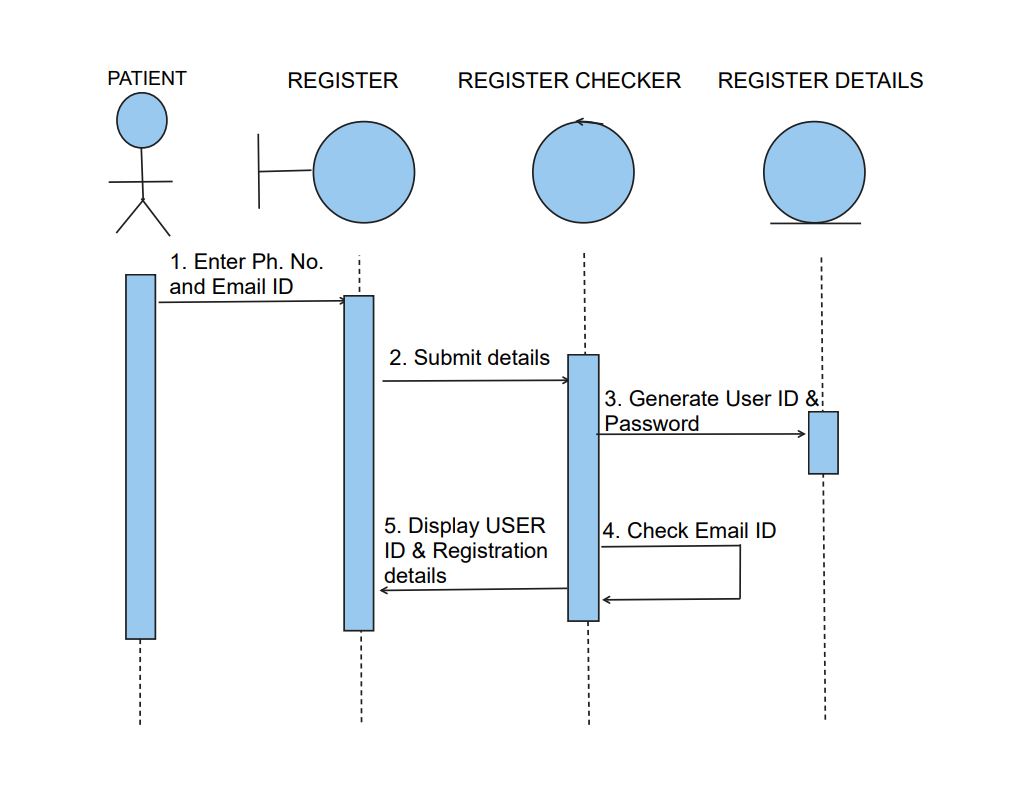 PATIENT
REGISTER
REGISTER CHECKER
REGISTER DETAILS
1. Enter Ph. No.
and Email ID
2. Submit details
3. Generate User ID &
Password
4. Check Email ID
5. Display USER
ID & Registration
details